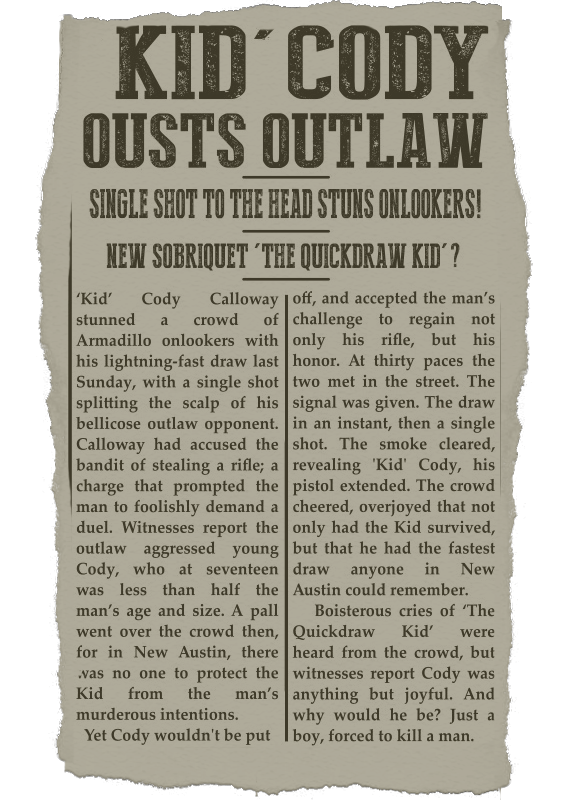 KID´ CODY
OUSTS OUTLAW
SINGLE SHOT TO THE HEAD STUNS ONLOOKERS!
NEW SOBRIQUET ´THE QUICKDRAW KID´ ?
‘Kid’ Cody Calloway
stunned a crowd of
Armadillo onlookers with
his lightning-fast draw last
Sunday, with a single shot
splitting the scalp of his
bellicose outlaw opponent.
Calloway had accused the
bandit of stealing a rifle; a
charge that prompted the
man to foolishly demand a
duel. Witnesses report the
outlaw aggressed young
Cody, who at seventeen
was less than half the
man’s age and size. A pall
went over the crowd then,
for in New Austin, there
was no one to protect the
Kid from the man’s
murderous intentions.
Yet Cody wouldn't be put
off, and accepted the man’s
challenge to regain not
only his rifle, but his
honor. At thirty paces the
two met in the street. The
signal was given. The draw
in an instant, then a single
shot. The smoke cleared,
revealing 'Kid' Cody, his
pistol extended. The crowd
cheered, overjoyed that not
only had the Kid survived,
but that he had the fastest
draw anyone in New
Austin could remember.
Boisterous cries of ‘The
Quickdraw Kid’ were
heard from the crowd, but
witnesses report Cody was
anything but joyful. And
why would he be? Just a
boy, forced to kill a man.